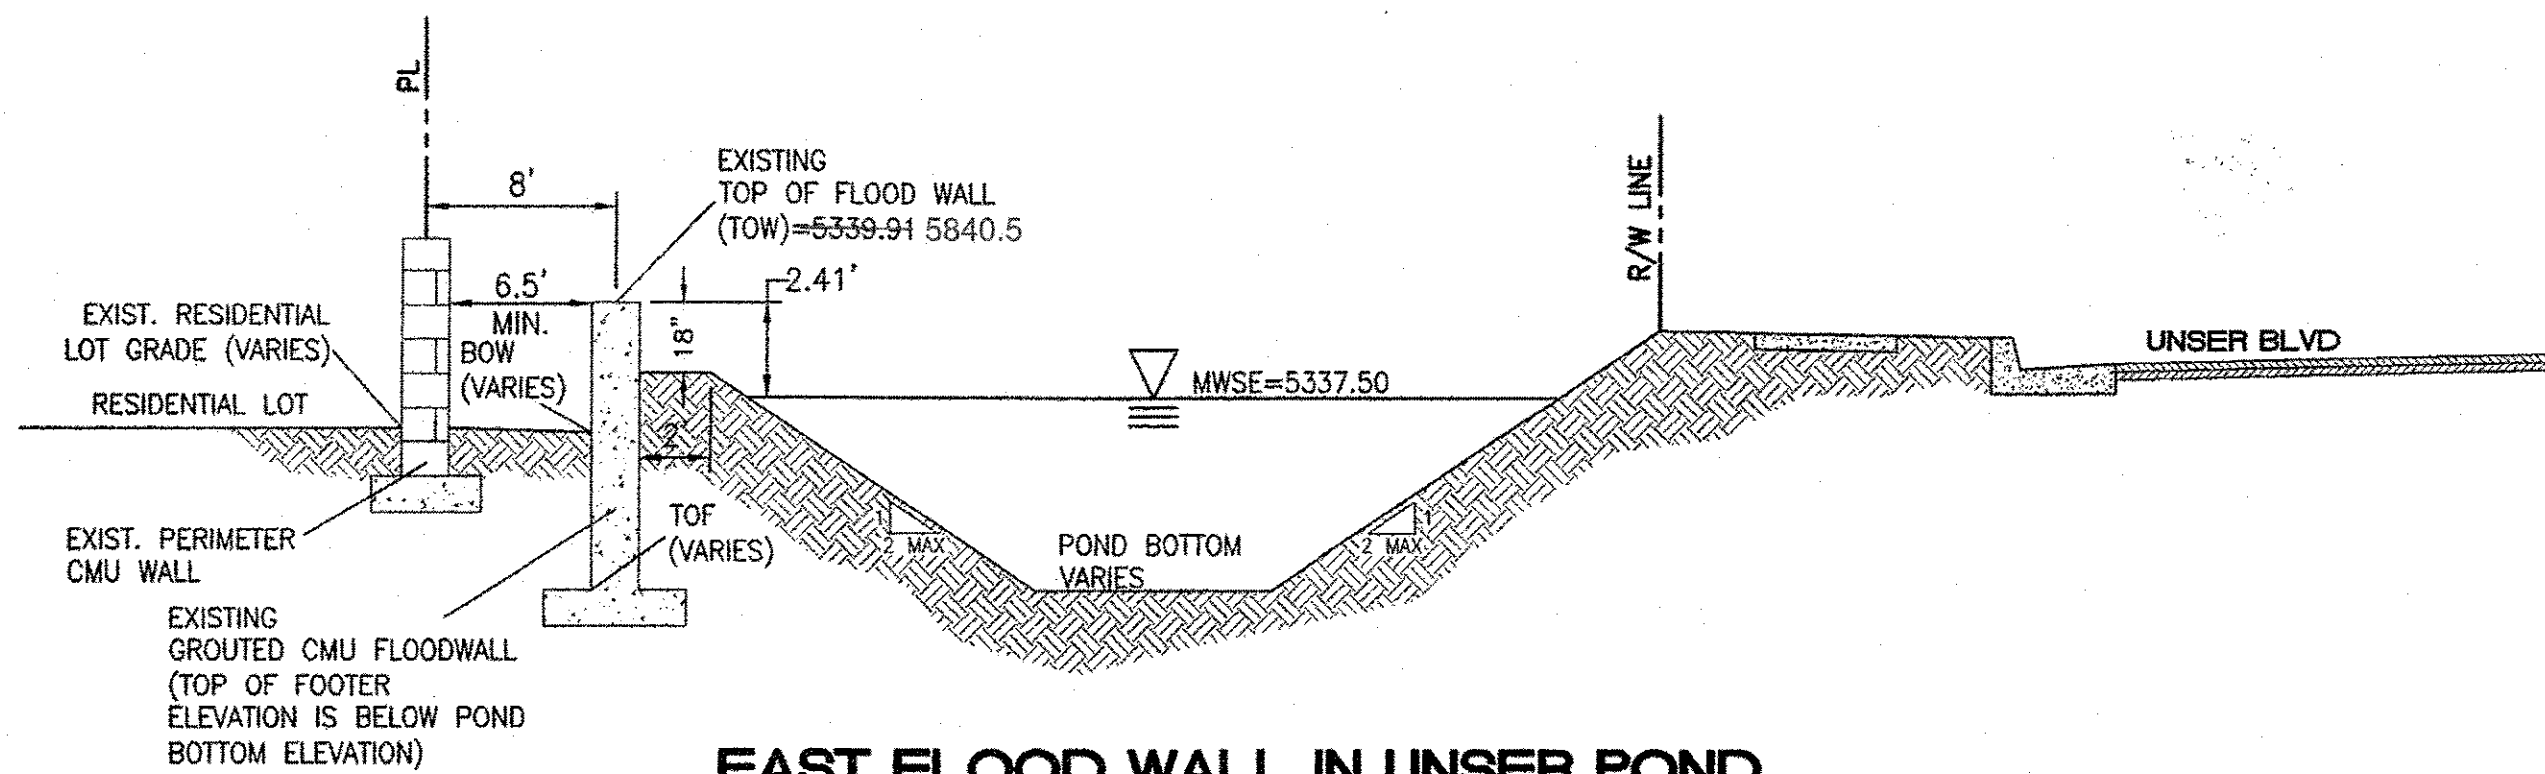 PL
8'
EXISTING
TOP OF FLOOD WALL
(TOW)=5339.91 5840.5
R/W LINE
2.41'
6.5'
MIN.
18"
EXIST. RESIDENTIAL
LOT GRADE (VARIES)
BOW
(VARIES)
UNSER BLVD
MWSE=5337.50
RESIDENTIAL LOT
2'
TOF
(VARIES)
1
2 MAX
POND BOTTOM
VARIES
1
2 MAX
EXIST. PERIMETER
CMU WALL
EXISTING
GROUTED CMU FLOODWALL
(TOP OF FOOTER
ELEVATION IS BELOW POND
BOTTOM ELEVATION)
EAST FLOOD WALL IN UNSER POND